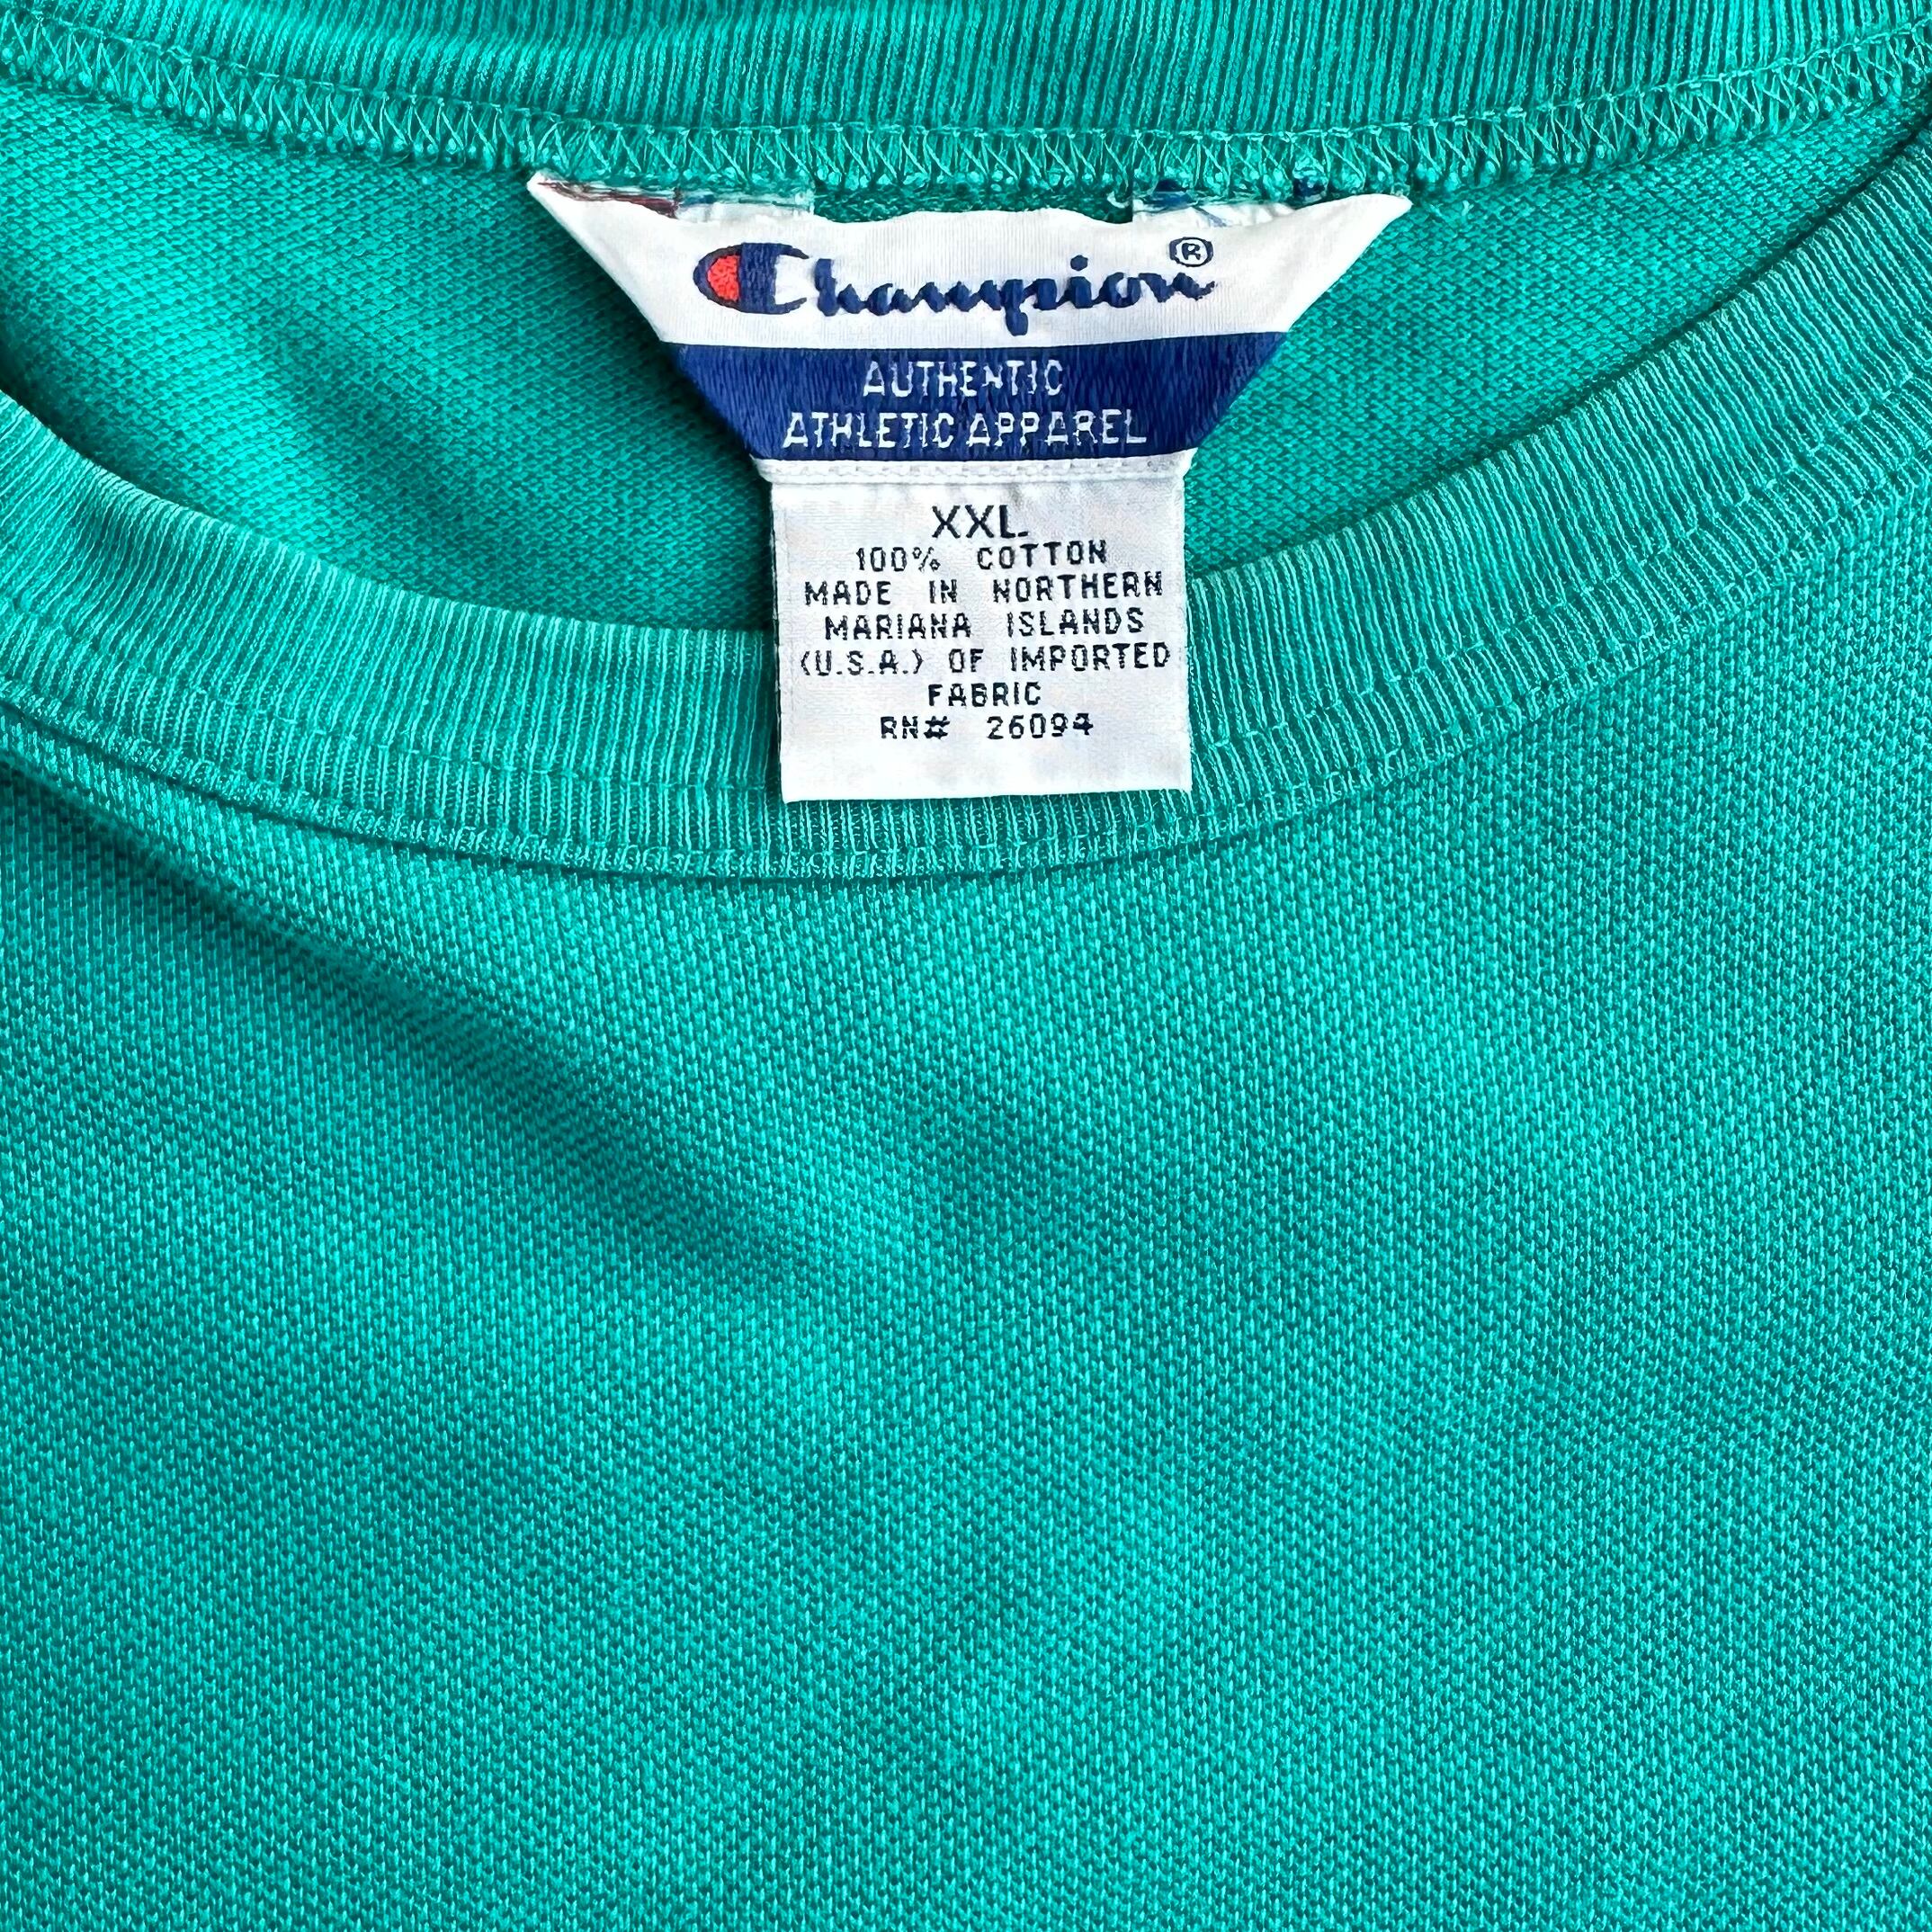 Champion®
AUTHENTIC
ATHLETIC APPAREL
XXL
100% COTTON
MADE IN NORTHERN
MARIANA ISLANDS
(U.S.A.) OF IMPORTED
FABRIC
RN# 26094